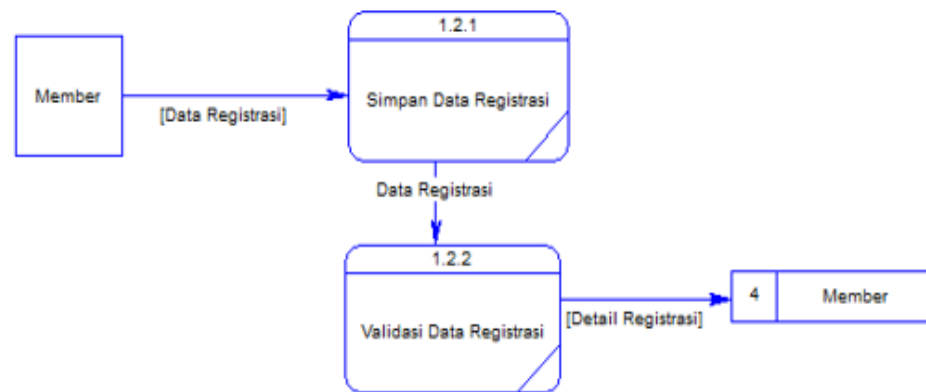 1.2.1
Member
Simpan Data Registrasi
[Data Registrasi]
Data Registrasi
1.2.2
4
Member
[Detail Registrasi]
Validasi Data Registrasi